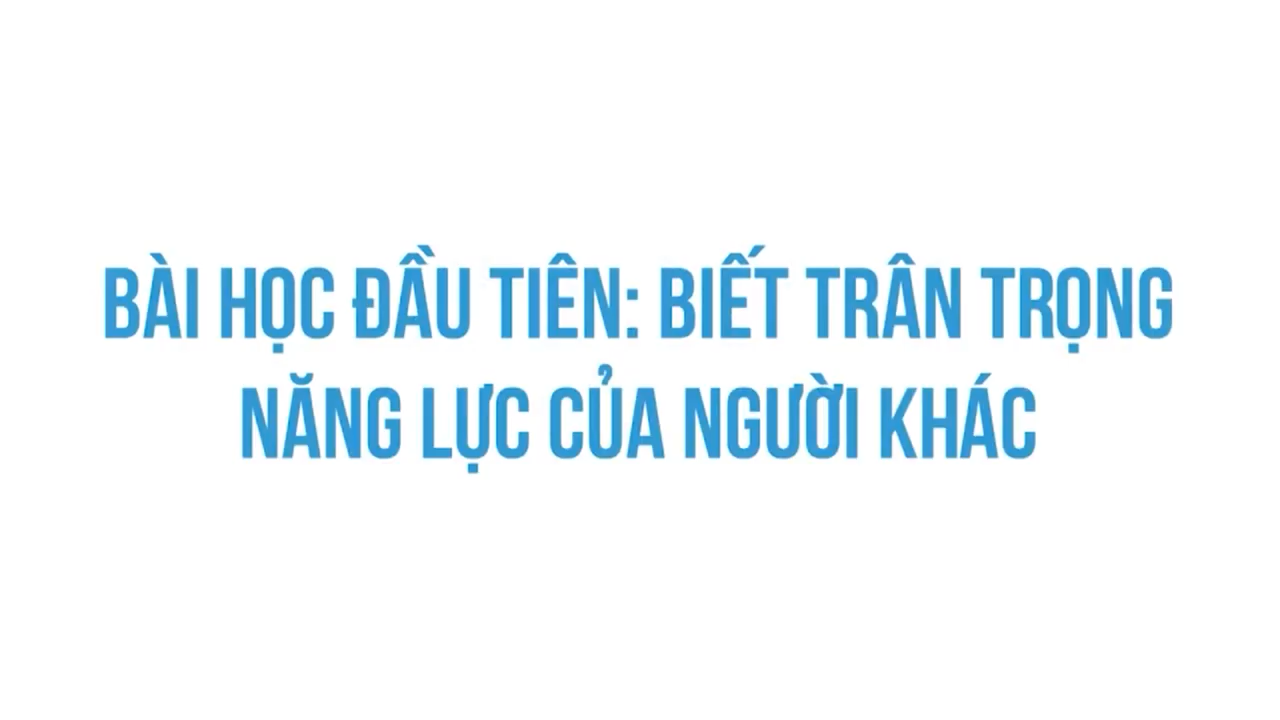 BÀI HỌC ĐẦU TIÊN: BIẾT TRÂN TRỌNG
NĂNG LỰC CỦA NGƯỜI KHÁC